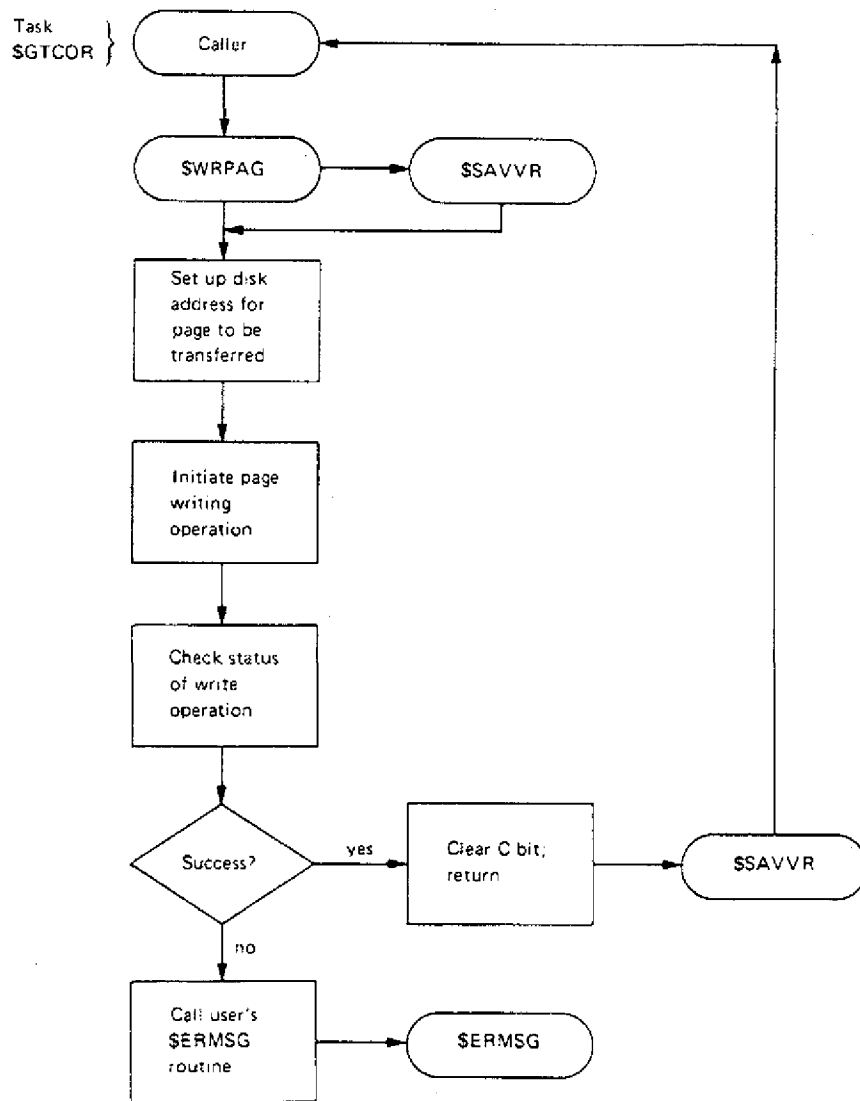 Task
$GTCOR
Caller
$WRPAG
$SAVVR
Set up disk
address for
page to be
transferred
Initiate page
writing
operation
Check status
of write
operation
Success?
yes
Clear C bit;
return
$SAVVR
no
Call user's
$ERMSG
routine
$ERMSG